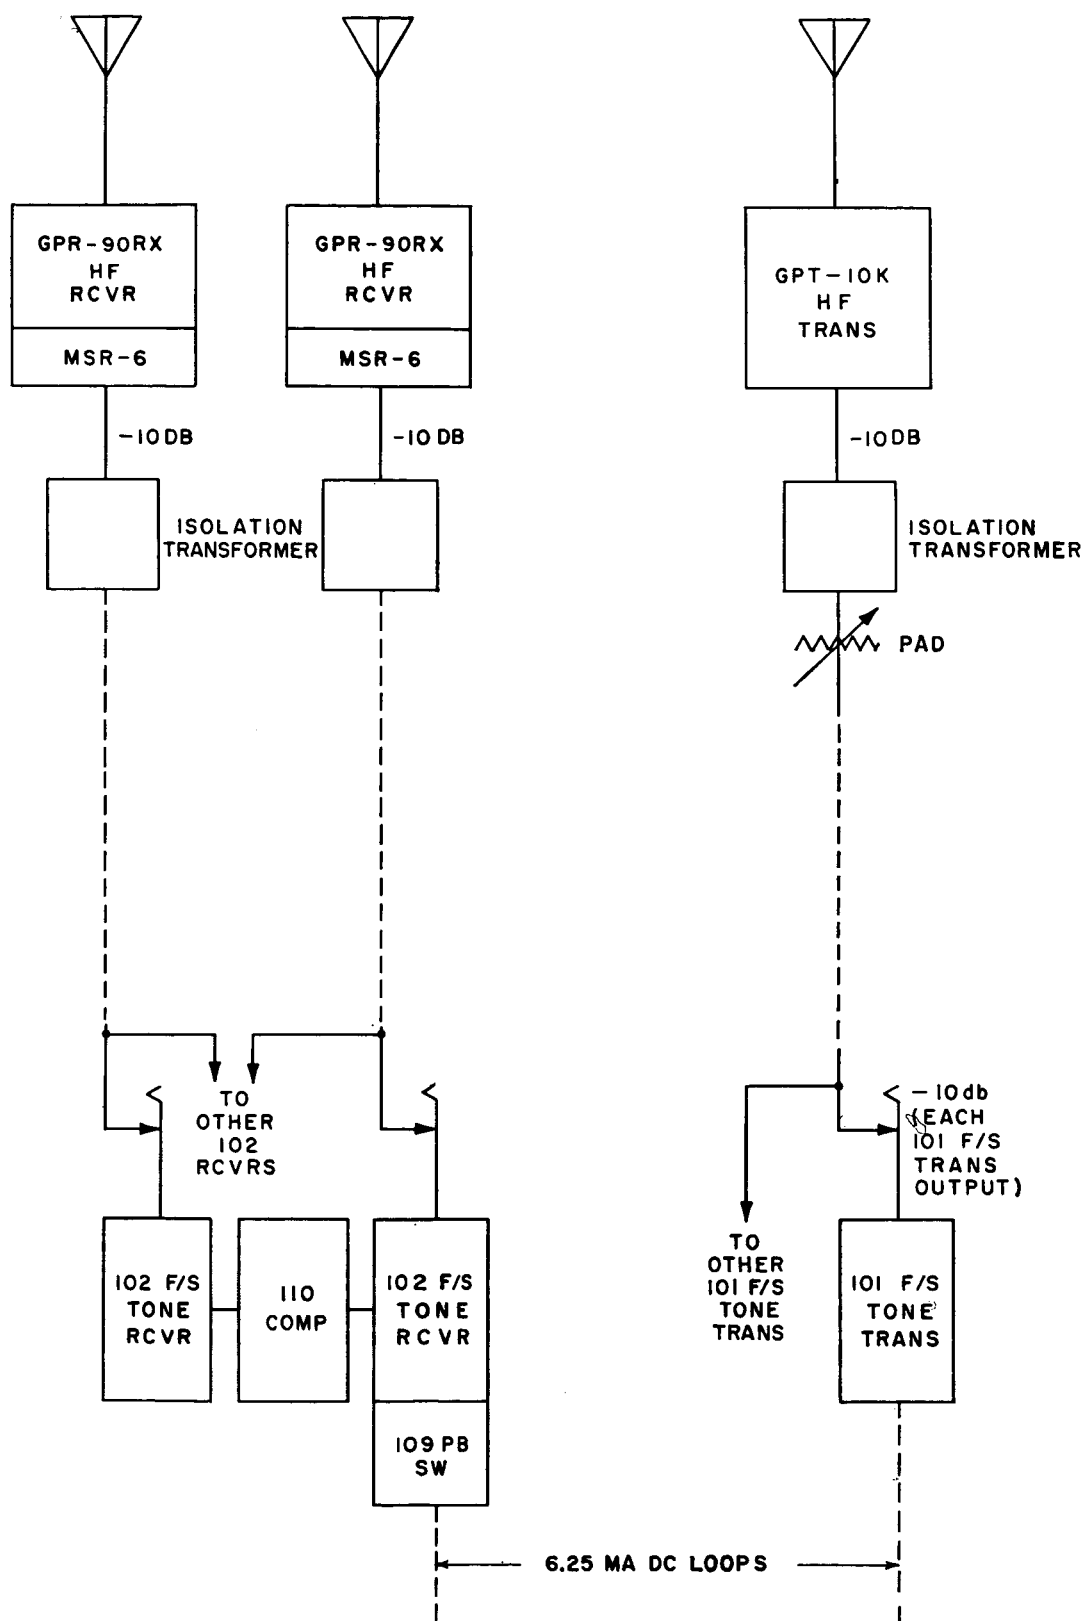 GPR-90RX
HF
RCVR
MSR-6
GPR-90RX
HF
RCVR
MSR-6
GPT-10K
HF
TRANS
-10DB
-10DB
-10DB
ISOLATION
TRANSFORMER
ISOLATION
TRANSFORMER
PAD
TO
OTHER
102
RCVRS
-10db
(EACH
101 F/S
TRANS
OUTPUT)
TO
OTHER
101 F/S
TONE
TRANS
102 F/S
TONE
RCVR
110
COMP
102 F/S
TONE
RCVR
101 F/S
TONE
TRANS
109 PB
SW
6.25 MA DC LOOPS